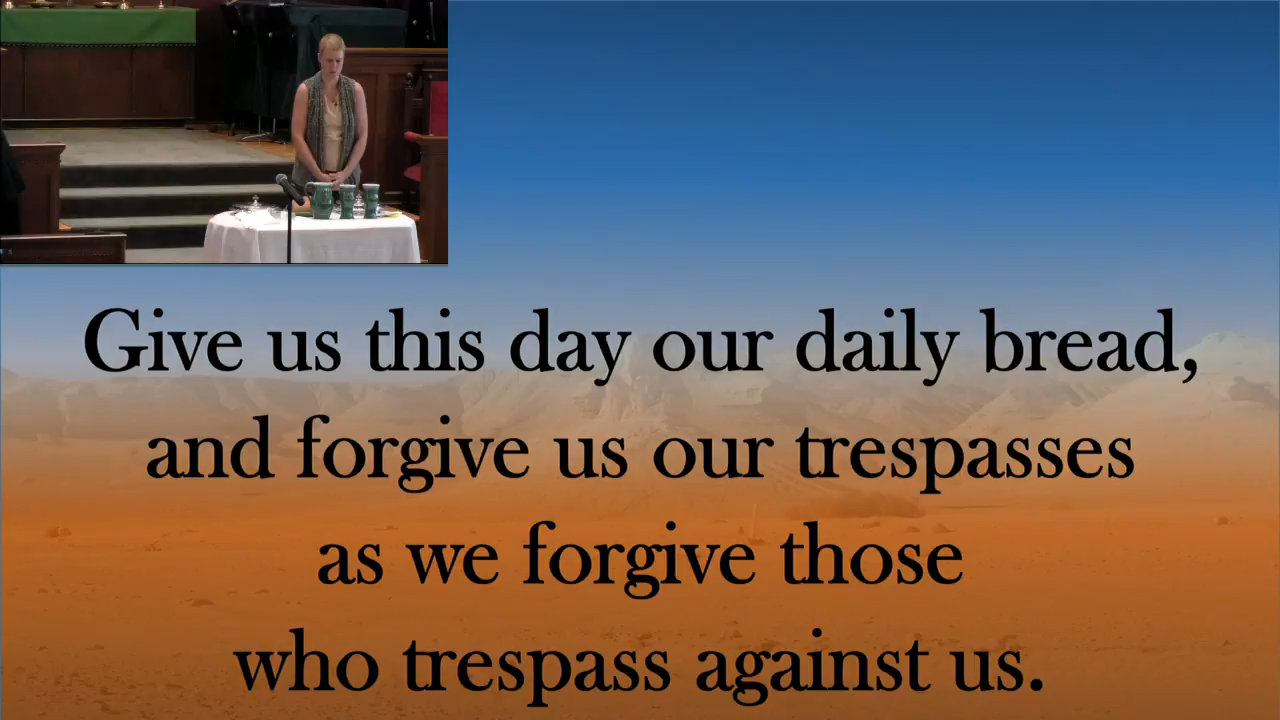 Give us this day our daily bread,
and forgive us our trespasses
as we forgive those
who trespass against us.